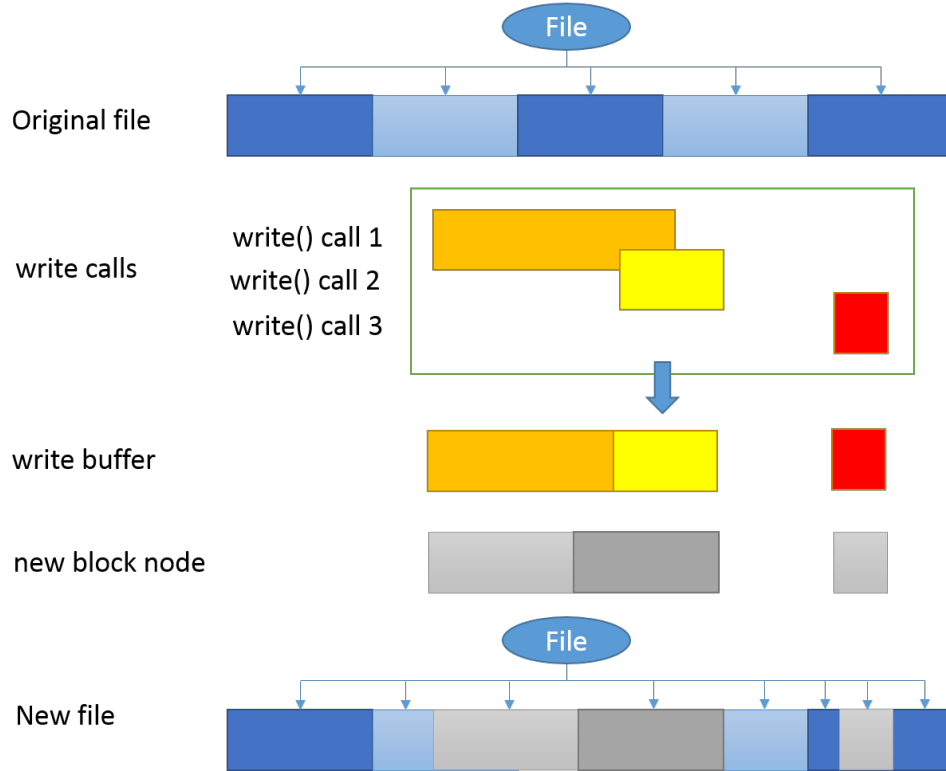 File
Original file
write() call 1
write calls
write() call 2
write() call 3
write buffer
new block node
File
New file